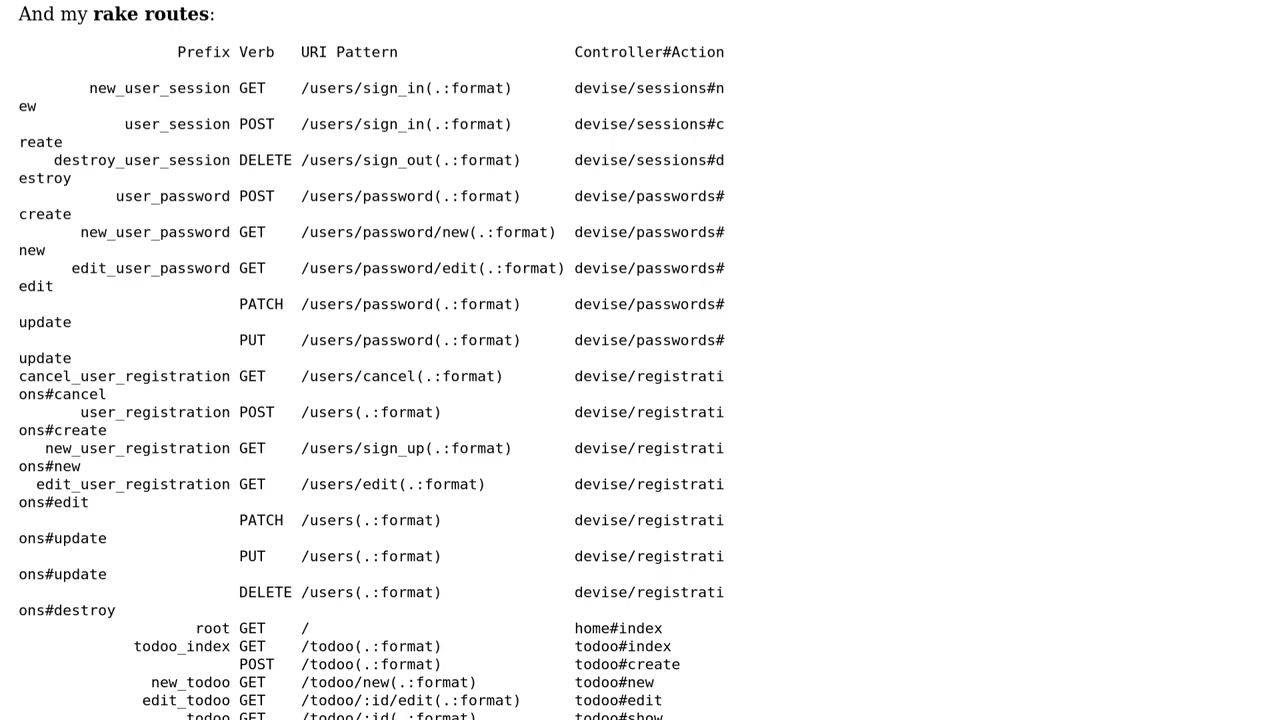 And my rake routes:
Prefix Verb   URI Pattern                    Controller#Action
new_user_session GET    /users/sign_in(.:format)       devise/sessions#n
ew
user_session POST   /users/sign_in(.:format)       devise/sessions#c
reate
destroy_user_session DELETE /users/sign_out(.:format)      devise/sessions#d
estroy
user_password POST   /users/password(.:format)      devise/passwords#
create
new_user_password GET    /users/password/new(.:format)  devise/passwords#
new
edit_user_password GET    /users/password/edit(.:format) devise/passwords#
edit
PATCH  /users/password(.:format)      devise/passwords#
update
PUT    /users/password(.:format)      devise/passwords#
update
cancel_user_registration GET    /users/cancel(.:format)        devise/registrati
ons#cancel
user_registration POST   /users(.:format)               devise/registrati
ons#create
new_user_registration GET    /users/sign_up(.:format)       devise/registrati
ons#new
edit_user_registration GET    /users/edit(.:format)          devise/registrati
ons#edit
PATCH  /users(.:format)               devise/registrati
ons#update
PUT    /users(.:format)               devise/registrati
ons#update
DELETE /users(.:format)               devise/registrati
ons#destroy
root GET    /                              home#index
todoo_index GET    /todoo(.:format)               todoo#index
POST   /todoo(.:format)               todoo#create
new_todoo GET    /todoo/new(.:format)           todoo#new
edit_todoo GET    /todoo/:id/edit(.:format)      todoo#edit
todoo GET    /todoo/:id(.:format)           todoo#show